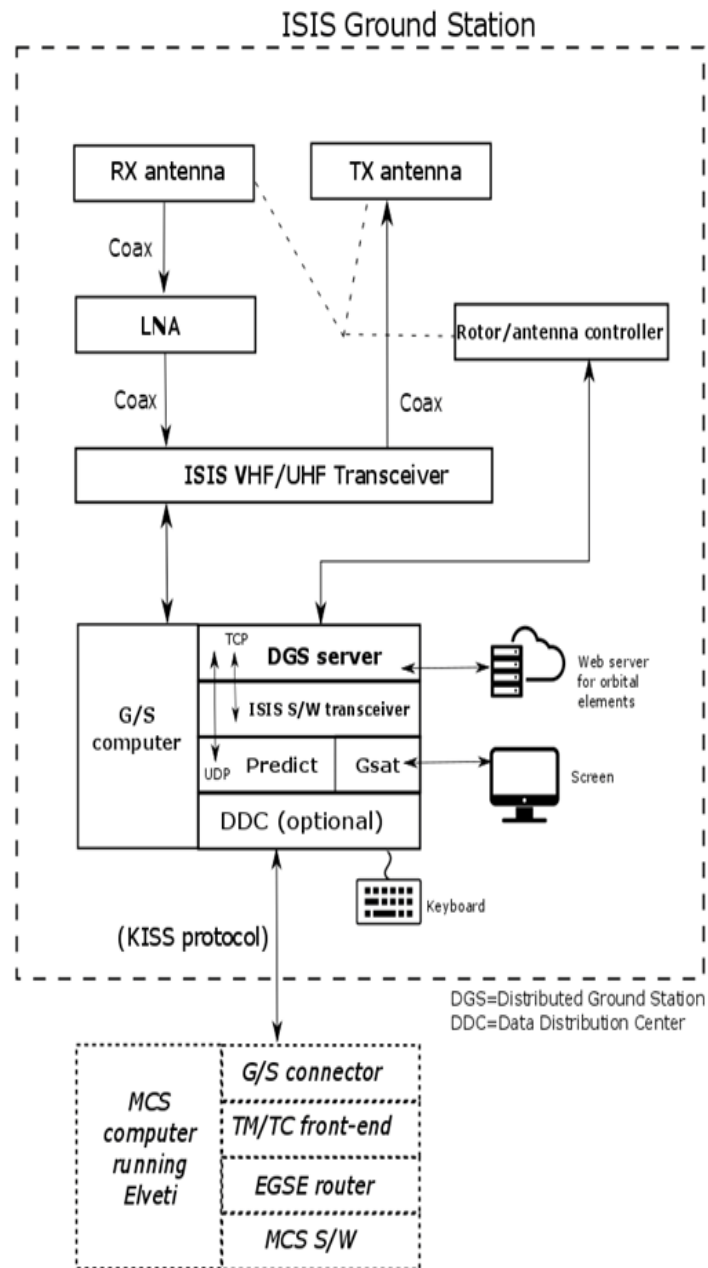 ISIS Ground Station
RX antenna
TX antenna
Coax
LNA
Rotor/antenna controller
Coax
Coax
ISIS VHF/UHF Transceiver
G/S
computer
TCP
DGS server
ISIS S/W transceiver
UDP
Predict
Gsat
DDC (optional)
Web server
for orbital
elements
Screen
Keyboard
(KISS protocol)
DGS=Distributed Ground Station
DDC=Data Distribution Center
MCS
computer
running
Elveti
G/S connector
TM/TC front-end
EGSE router
MCS S/W